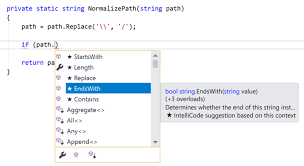 private static string NormalizePath(string path)
{
path = path.Replace('\\', '/');
if (path.)
★ StartsWith
★ Length
★ Replace
★ EndsWith
★ Contains
Aggregate<>
All<>
Any<>
Append<>
return pa
}
bool string.EndsWith(string value)
(+3 overloads)
Determines whether the end of this string inst...
★ IntelliCode suggestion based on this context